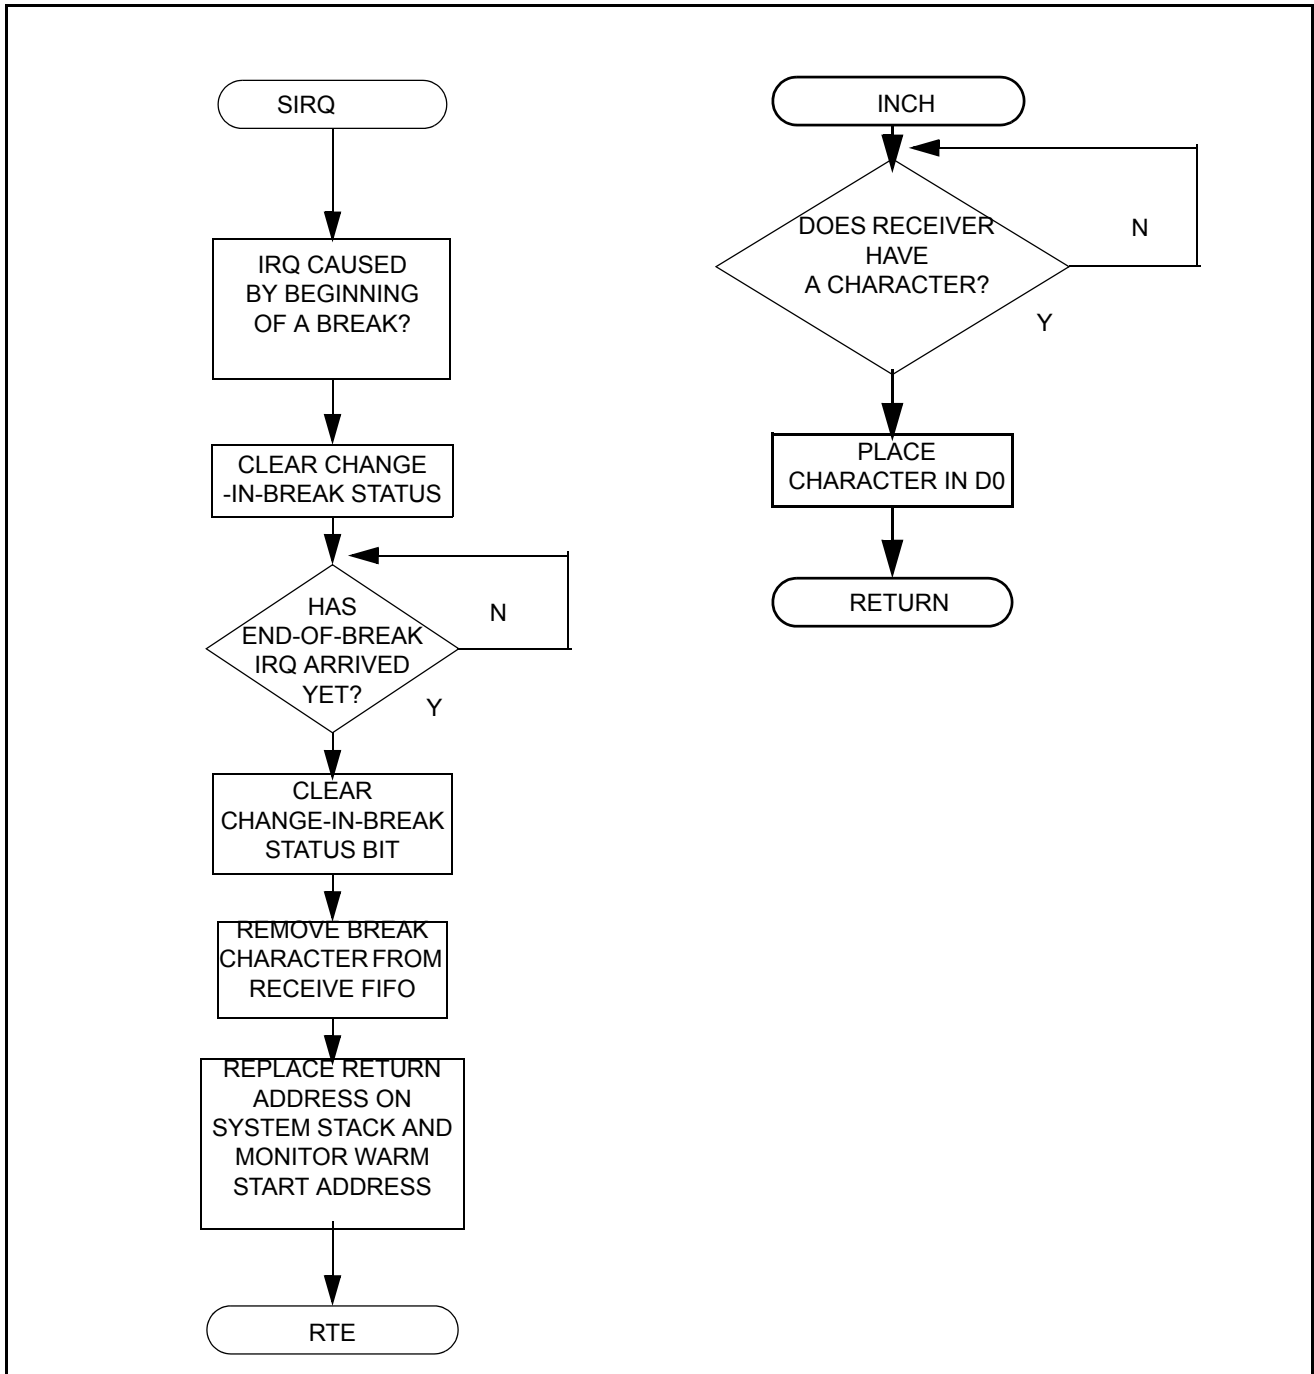 SIRQ
IRQ CAUSED
BY BEGINNING
OF A BREAK?
CLEAR CHANGE
-IN-BREAK STATUS
HAS
END-OF-BREAK
IRQ ARRIVED
YET?
N
Y
CLEAR
CHANGE-IN-BREAK
STATUS BIT
REMOVE BREAK
CHARACTER FROM
RECEIVE FIFO
REPLACE RETURN
ADDRESS ON
SYSTEM STACK AND
MONITOR WARM
START ADDRESS
RTE
INCH
DOES RECEIVER
HAVE
A CHARACTER?
N
Y
PLACE
CHARACTER IN D0
RETURN